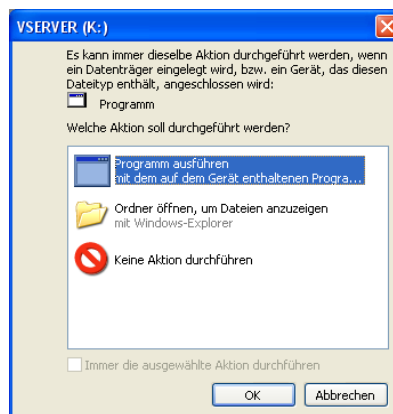 VSERVER (K:)
Es kann immer dieselbe Aktion durchgeführt werden, wenn
ein Datenträger eingelegt wird, bzw. ein Gerät, das diesen
Dateityp enthält, angeschlossen wird:
Programm
Welche Aktion soll durchgeführt werden?
Programm ausführen
mit dem auf dem Gerät enthaltenen Progra...
Ordner öffnen, um Dateien anzuzeigen
mit Windows-Explorer
Keine Aktion durchführen
Immer die ausgewählte Aktion durchführen
OK Abbrechen